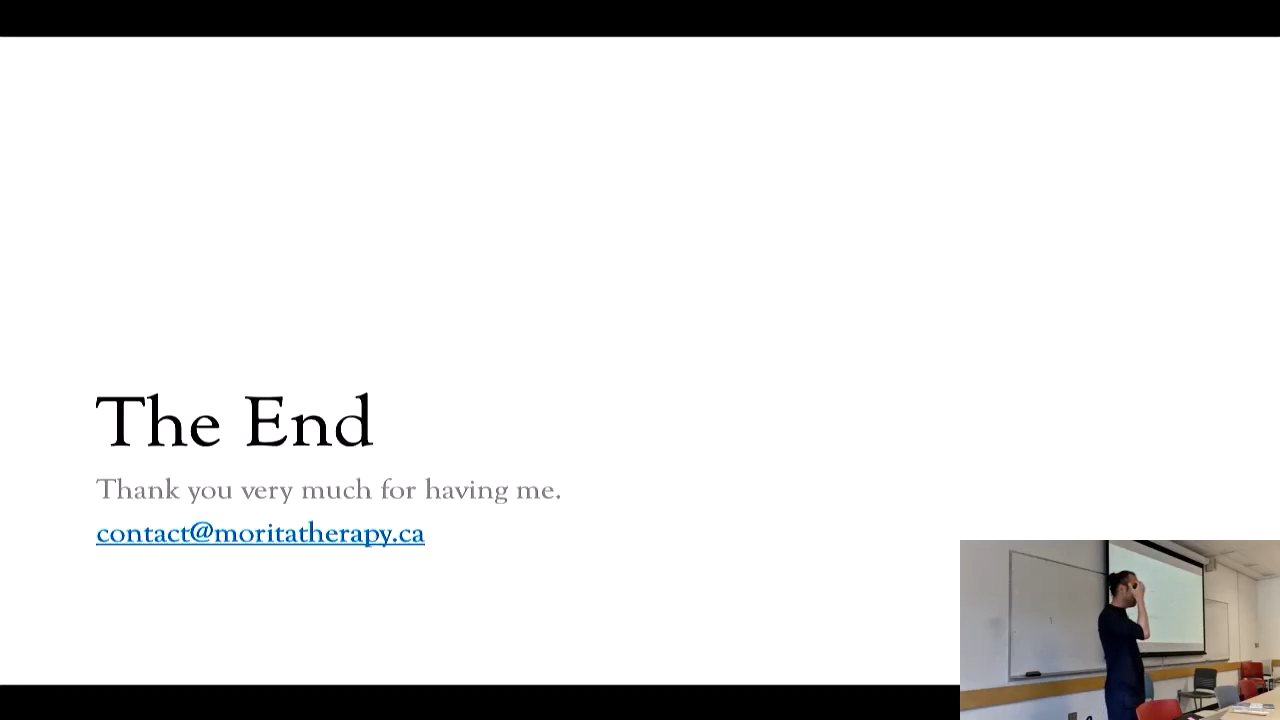 The End
Thank you very much for having me.
contact@moritatherapy.ca